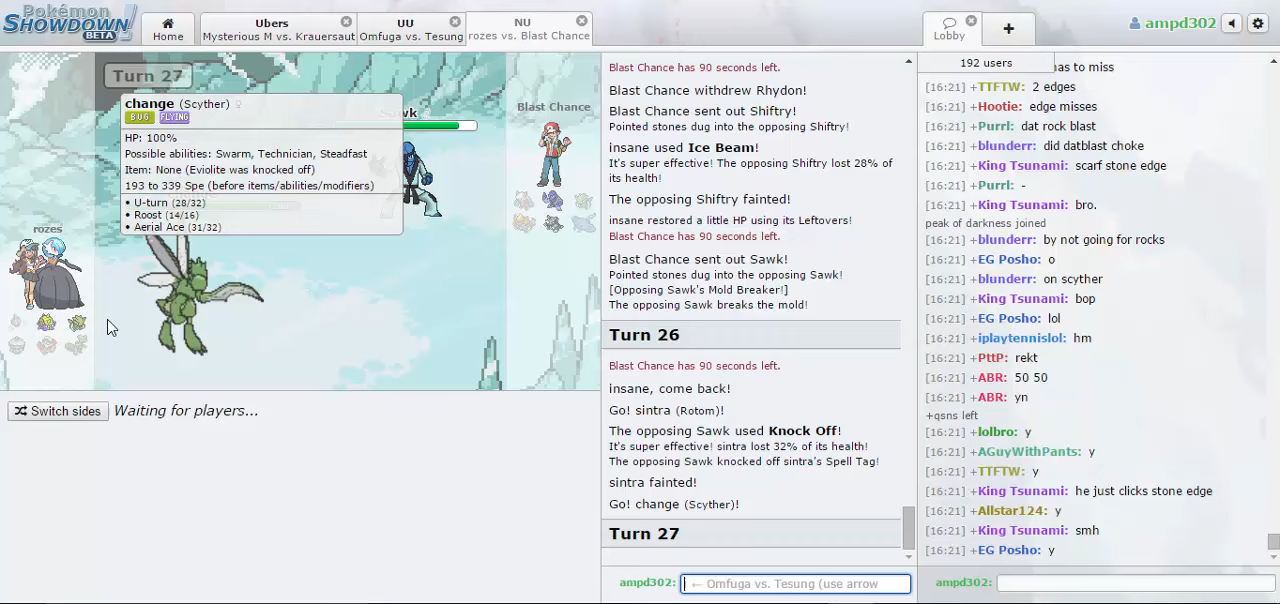 Pokémon
SHOWDOWN!
BETA
Home
Ubers
Mysterious M vs. Krauersaut
UU
Omfuga vs. Tesung
NU
rozes vs. Blast Chance
Lobby
+
ampd302
192 users
Turn 27
change (Scyther) ♀
BUG FLYING
HP: 100%
Possible abilities: Swarm, Technician, Steadfast
Item: None (Eviolite was knocked off)
193 to 339 Spe (before items/abilities/modifiers)
• U-turn (28/32)
• Roost (14/16)
• Aerial Ace (31/32)
Blast Chance
rozes
Switch sides
Waiting for players...
Blast Chance has 90 seconds left.
Blast Chance withdrew Rhydon!
Blast Chance sent out Shiftry!
Pointed stones dug into the opposing Shiftry!
insane used Ice Beam!
It's super effective! The opposing Shiftry lost 28% of
its health!
The opposing Shiftry fainted!
insane restored a little HP using its Leftovers!
Blast Chance has 90 seconds left.
Blast Chance sent out Sawk!
Pointed stones dug into the opposing Sawk!
[Opposing Sawk's Mold Breaker!]
The opposing Sawk breaks the mold!
Turn 26
Blast Chance has 90 seconds left.
insane, come back!
Go! sintra (Rotom)!
The opposing Sawk used Knock Off!
It's super effective! sintra lost 32% of its health!
The opposing Sawk knocked off sintra's Spell Tag!
sintra fainted!
Go! change (Scyther)!
Turn 27
ampd302: ← Omfuga vs. Tesung (use arrow
has to miss
[16:21] +TTFTW: 2 edges
[16:21] +Hootie: edge misses
[16:21] +Purrl: dat rock blast
[16:21] +blunderr: did datblast choke
[16:21] +King Tsunami: scarf stone edge
[16:21] +Purrl: -
[16:21] +King Tsunami: bro.
peak of darkness joined
[16:21] +blunderr: by not going for rocks
[16:21] +EG Posho: o
[16:21] +blunderr: on scyther
[16:21] +King Tsunami: bop
[16:21] +EG Posho: lol
[16:21] +iplaytennislol: hm
[16:21] +PttP: rekt
[16:21] +ABR: 50 50
[16:21] +ABR: yn
+qsns left
[16:21] +lolbro: y
[16:21] +AGuyWithPants: y
[16:21] +TTFTW: y
[16:21] +King Tsunami: he just clicks stone edge
[16:21] +Allstar124: y
[16:21] +King Tsunami: smh
[16:21] +EG Posho: y
ampd302: